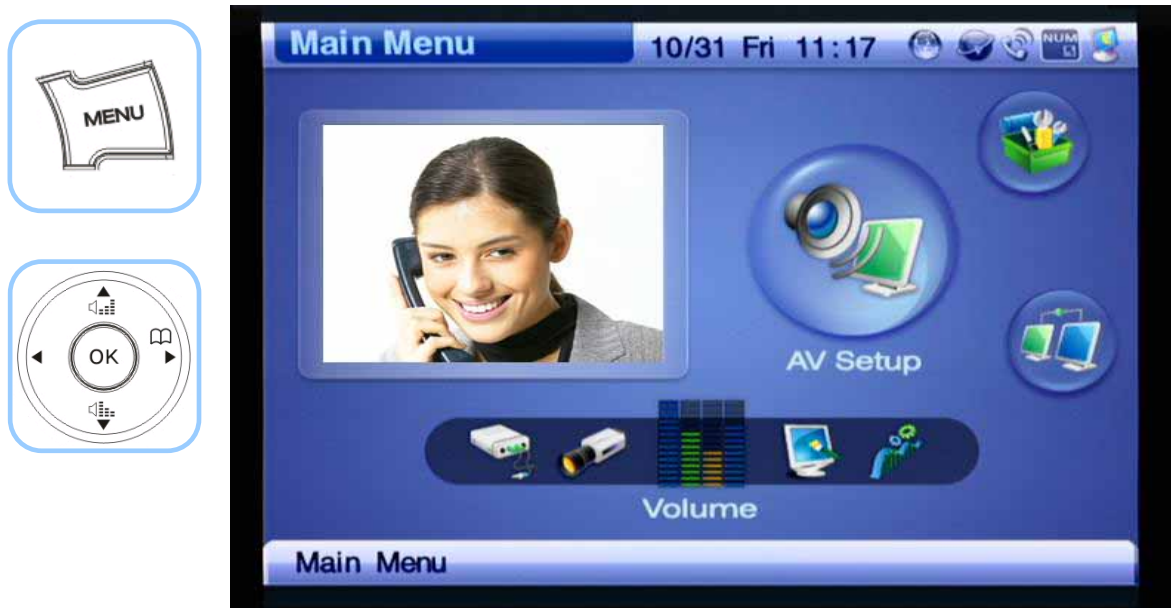 MENU
OK
Main Menu
10/31 Fri 11:17
NUM
AV Setup
Volume
Main Menu